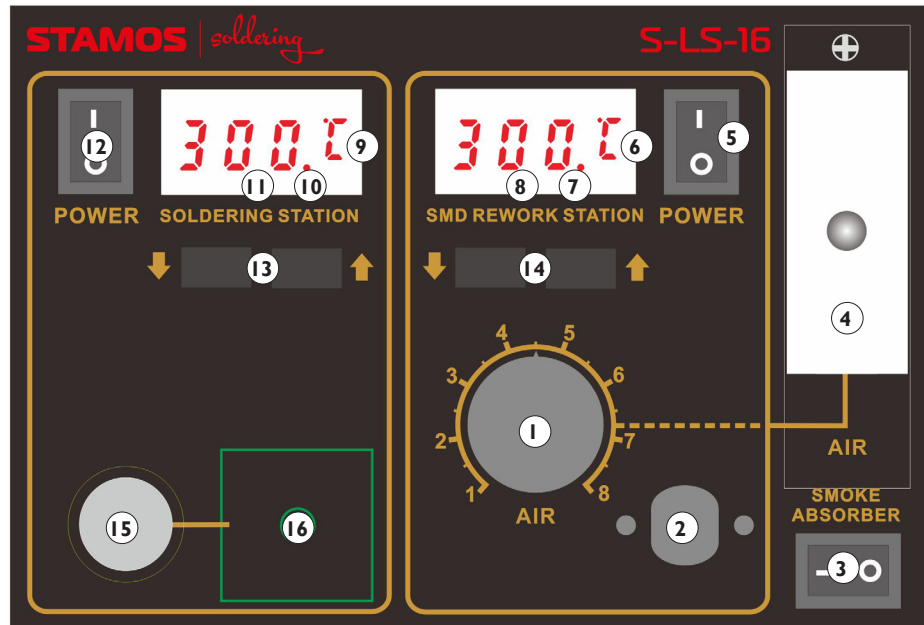 STAMOS soldering
S-LS-16
I
12
O
300.°C
9
11
10
POWER
SOLDERING STATION
13
15
16
300.°C
6
8
7
I
5
O
SMD REWORK STATION
POWER
14
4
5
3
6
2
7
1
8
1
AIR
2
4
AIR
SMOKE
ABSORBER
3
O